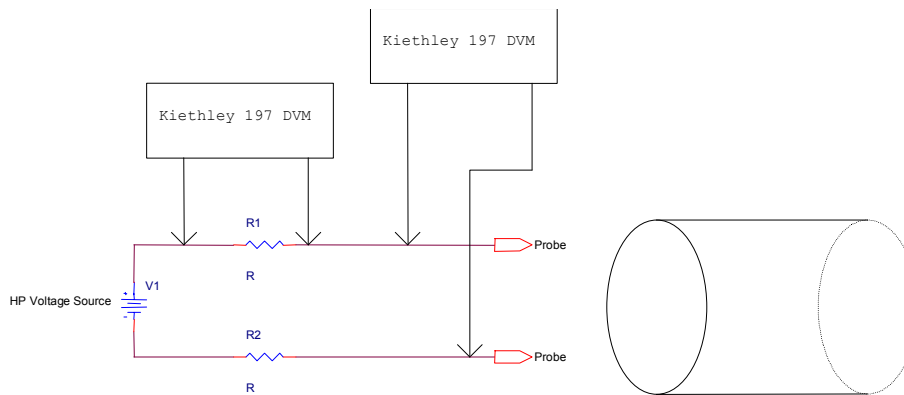 Kiethley 197 DVM
Kiethley 197 DVM
R1
Probe
R
V1
+
-
HP Voltage Source
R2
Probe
R